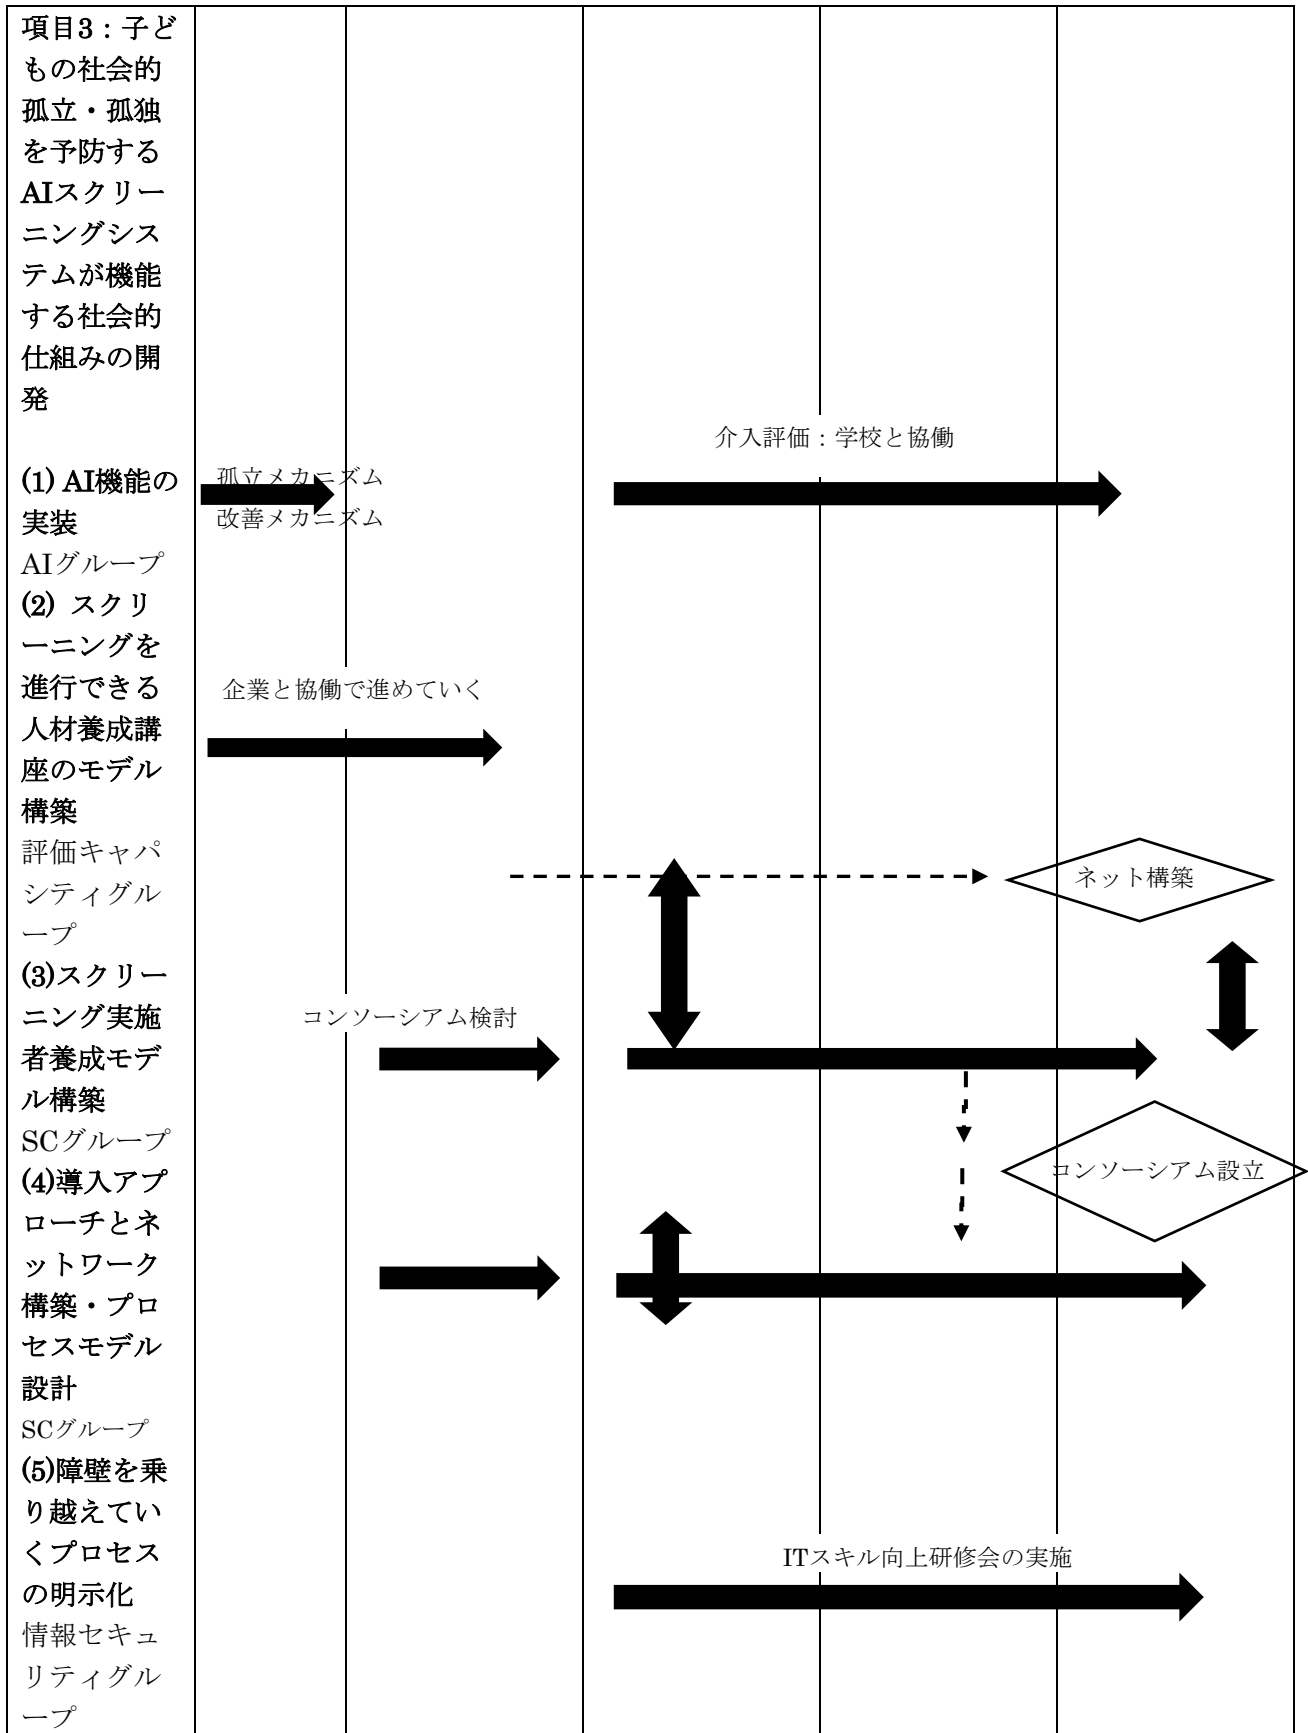 項目3：子ど
もの社会的
孤立・孤独
を予防する
AIスクリー
ニングシス
テムが機能
する社会的
仕組みの開
発
(1) AI機能の
実装
AIグループ
(2) スクリ
ーニングを
進行できる
人材養成講
座のモデル
構築
評価キャパ
シティグル
ープ
(3)スクリー
ニング実施
者養成モデ
ル構築
SCグループ
(4)導入アプ
ローチとネ
ットワーク
構築・プロ
セスモデル
設計
SCグループ
(5)障壁を乗
り越えてい
くプロセス
の明示化
情報セキュ
リティグル
ープ
介入評価：学校と協働
孤立メカニズム
改善メカニズム
企業と協働で進めていく
ネット構築
コンソーシアム検討
コンソーシアム設立
ITスキル向上研修会の実施